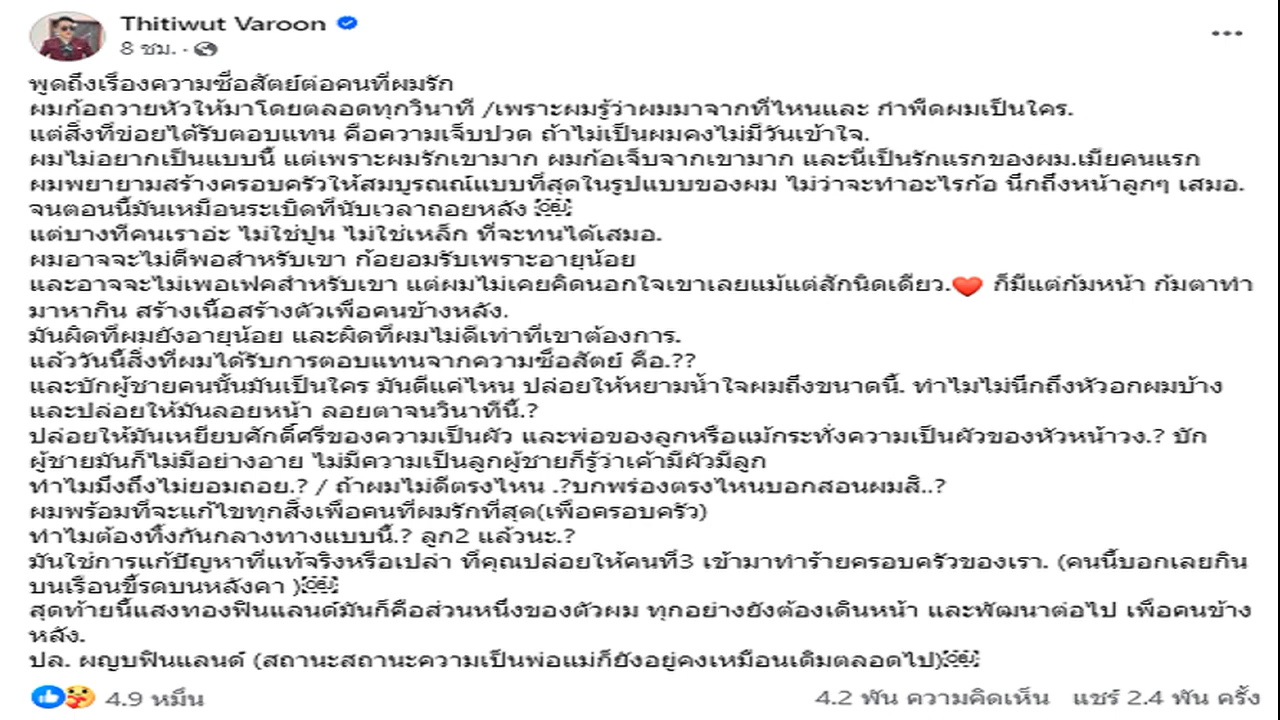 Thitiwut Varoon
8 ชม. ·
พูดถึงเรื่องความซื่อสัตย์ต่อคนที่ผมรัก
ผมก้อถวายหัวให้มาโดยตลอดทุกวินาที /เพราะผมรู้ว่าผมมาจากที่ไหนและ กำพืดผมเป็นใคร.
แต่สิ่งที่ข่อยได้รับตอบแทน คือความเจ็บปวด ถ้าไม่เป็นผมคงไม่มีวันเข้าใจ.
ผมไม่อยากเป็นแบบนี้ แต่เพราะผมรักเขามาก ผมก้อเจ็บจากเขามาก และนี่เป็นรักแรกของผม.เมียคนแรก
ผมพยายามสร้างครอบครัวให้สมบูรณณ์แบบที่สุดในรูปแบบของผม ไม่ว่าจะทำอะไรก้อ นึกถึงหน้าลูกๆ เสมอ.
จนตอนนี้มันเหมือนระเบิดที่นับเวลาถอยหลัง ￼
แต่บางทีคนเราอ่ะ ไม่ใช่ปูน ไม่ใช่เหล็ก ที่จะทนได้เสมอ.
ผมอาจจะไม่ดีพอสำหรับเขา ก้อยอมรับเพราะอายุน้อย
และอาจจะไม่เพอเฟคสำหรับเขา แต่ผมไม่เคยคิดนอกใจเขาเลยแม้แต่สักนิดเดียว.❤️ ก็มีแต่ก้มหน้า ก้มตาทำ
มาหากิน สร้างเนื้อสร้างตัวเพื่อคนข้างหลัง.
มันผิดที่ผมยังอายุน้อย และผิดที่ผมไม่ดีเท่าที่เขาต้องการ.
แล้ววันนี้สิ่งที่ผมได้รับการตอบแทนจากความซื่อสัตย์ คือ.??
และบักผู้ชายคนนั้นมันเป็นใคร มันดีแค่ไหน ปล่อยให้หยามน้ำใจผมถึงขนาดนี้. ทำไมไม่นึกถึงหัวอกผมบ้าง
และปล่อยให้มันลอยหน้า ลอยตาจนวินาทีนี้.?
ปล่อยให้มันเหยียบศักดิ์ศรีของความเป็นผัว และพ่อของลูกหรือแม้กระทั่งความเป็นผัวของหัวหน้าวง.? บัก
ผู้ชายมันก็ไม่มีอย่างอาย ไม่มีความเป็นลูกผู้ชายก็รู้ว่าเค้ามีผัวมีลูก
ทำไมมึงถึงไม่ยอมถอย.? / ถ้าผมไม่ดีตรงไหน .?บกพร่องตรงไหนบอกสอนผมสิ..?
ผมพร้อมที่จะแก้ไขทุกสิ่งเพื่อคนที่ผมรักที่สุด(เพื่อครอบครัว)
ทำไมต้องทิ้งกันกลางทางแบบนี้.? ลูก2 แล้วนะ.?
มันใช่การแก้ปัญหาที่แท้จริงหรือเปล่า ที่คุณปล่อยให้คนที่3 เข้ามาทำร้ายครอบครัวของเรา. (คนนี้บอกเลยกิน
บนเรือนขี้รดบนหลังคา )￼
สุดท้ายนี้แสงทองฟินแลนด์มันก็คือส่วนหนึ่งของตัวผม ทุกอย่างยังต้องเดินหน้า และพัฒนาต่อไป เพื่อคนข้าง
หลัง.
ปล. ผญบฟินแลนด์ (สถานะสถานะความเป็นพ่อแม่ก็ยังอยู่คงเหมือนเดิมตลอดไป)￼
4.9 หมื่น
4.2 พัน ความคิดเห็น แชร์ 2.4 พัน ครั้ง